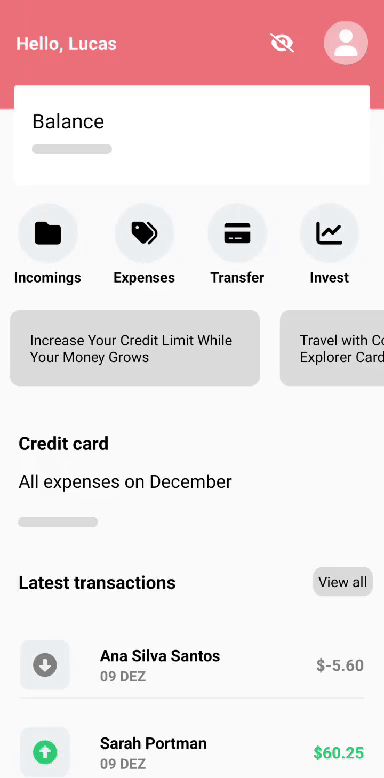 Hello, Lucas
Balance
Incomings
Expenses
Transfer
Invest
Increase Your Credit Limit While
Your Money Grows
Travel with Co
Explorer Card
Credit card
All expenses on December
Latest transactions
View all
Ana Silva Santos
09 DEZ
$-5.60
Sarah Portman
09 DEZ
$60.25